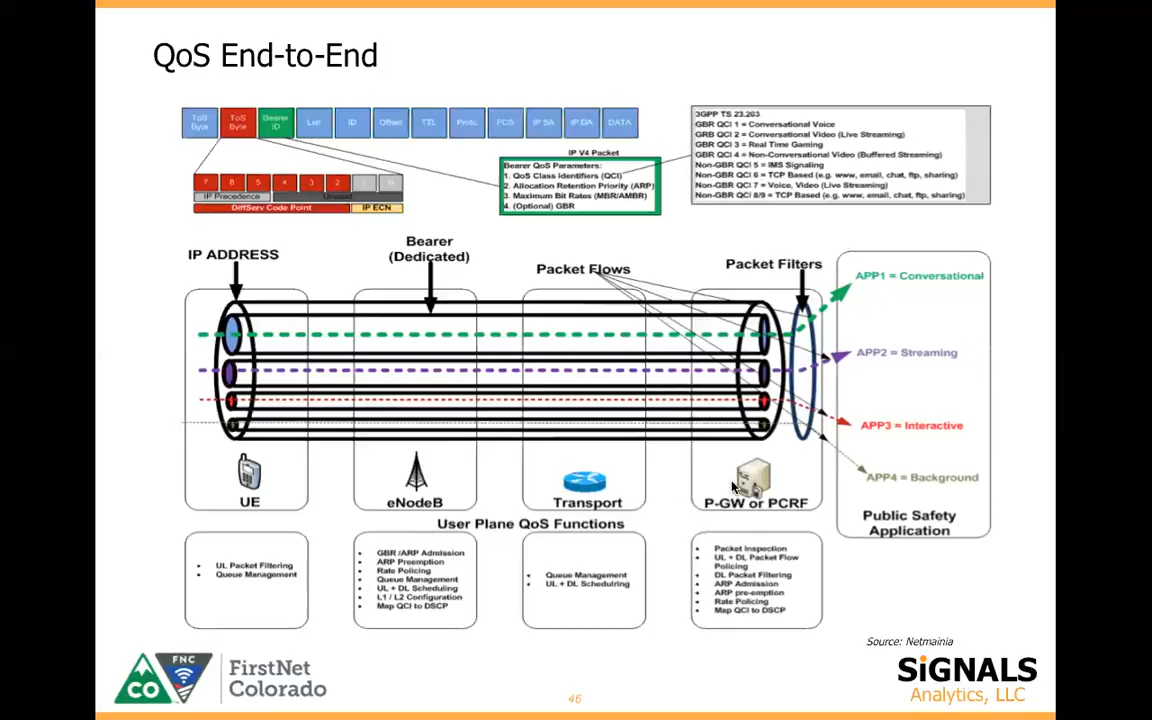 QoS End-to-End
ToS Byte
ToS Byte
Bearer ID
Len
ID
Offset
TTL
Proto
FCS
IP SA
IP DA
DATA
IP V4 Packet
7 6 5 4 3 2
IP Precedence
Unused
DiffServ Code Point
IP ECN
Bearer QoS Parameters:
1. QoS Class Identifiers (QCI)
2. Allocation Retention Priority (ARP)
3. Maximum Bit Rates (MBR/AMBR)
4. (Optional) GBR
3GPP TS 23.203
GBR QCI 1 = Conversational Voice
GRB QCI 2 = Conversational Video (Live Streaming)
GBR QCI 3 = Real Time Gaming
GBR QCI 4 = Non-Conversational Video (Buffered Streaming)
Non-GBR QCI 5 = IMS Signaling
Non-GBR QCI 6 = TCP Based (e.g. www, email, chat, ftp, sharing)
Non-GBR QCI 7 = Voice, Video (Live Streaming)
Non-GBR QCI 8/9 = TCP Based (e.g. www, email, chat, ftp, sharing)
IP ADDRESS
Bearer
(Dedicated)
Packet Flows
Packet Filters
APP1 = Conversational
APP2 = Streaming
APP3 = Interactive
APP4 = Background
UE
eNodeB
Transport
P-GW or PCRF
Public Safety
Application
User Plane QoS Functions
• UL Packet Filtering
• Queue Management
• GBR /ARP Admission
• ARP Preemption
• Rate Policing
• Queue Management
• UL + DL Scheduling
• L1 / L2 Configuration
• Map QCI to DSCP
• Queue Management
• UL + DL Scheduling
• Packet Inspection
• UL + DL Packet Flow
Policing
• DL Packet Filtering
• ARP Admission
• ARP pre-emption
• Rate Policing
• Map QCI to DSCP
Source: Netmainia
CO
FNC
FirstNet
Colorado
46
SiGNALS
Analytics, LLC